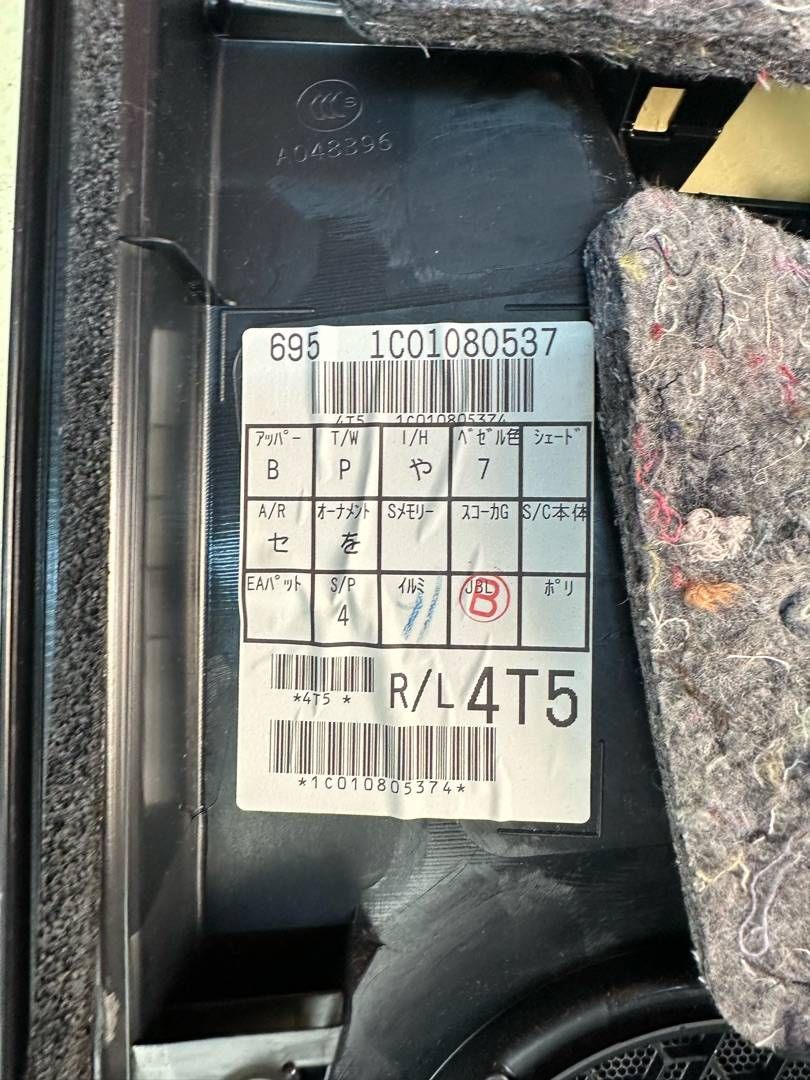 CCC S
A048396
695 1C01080537
4T5 1C010805374
アッパー T/W I/H ベゼル色 シェード
B P や 7
A/R オーナメント Sメモリー スコーカG S/C本体
セ を
EAパット S/P イルミ JBL ポリ
4 B
*4T5 * R/L 4T5
*1C010805374*